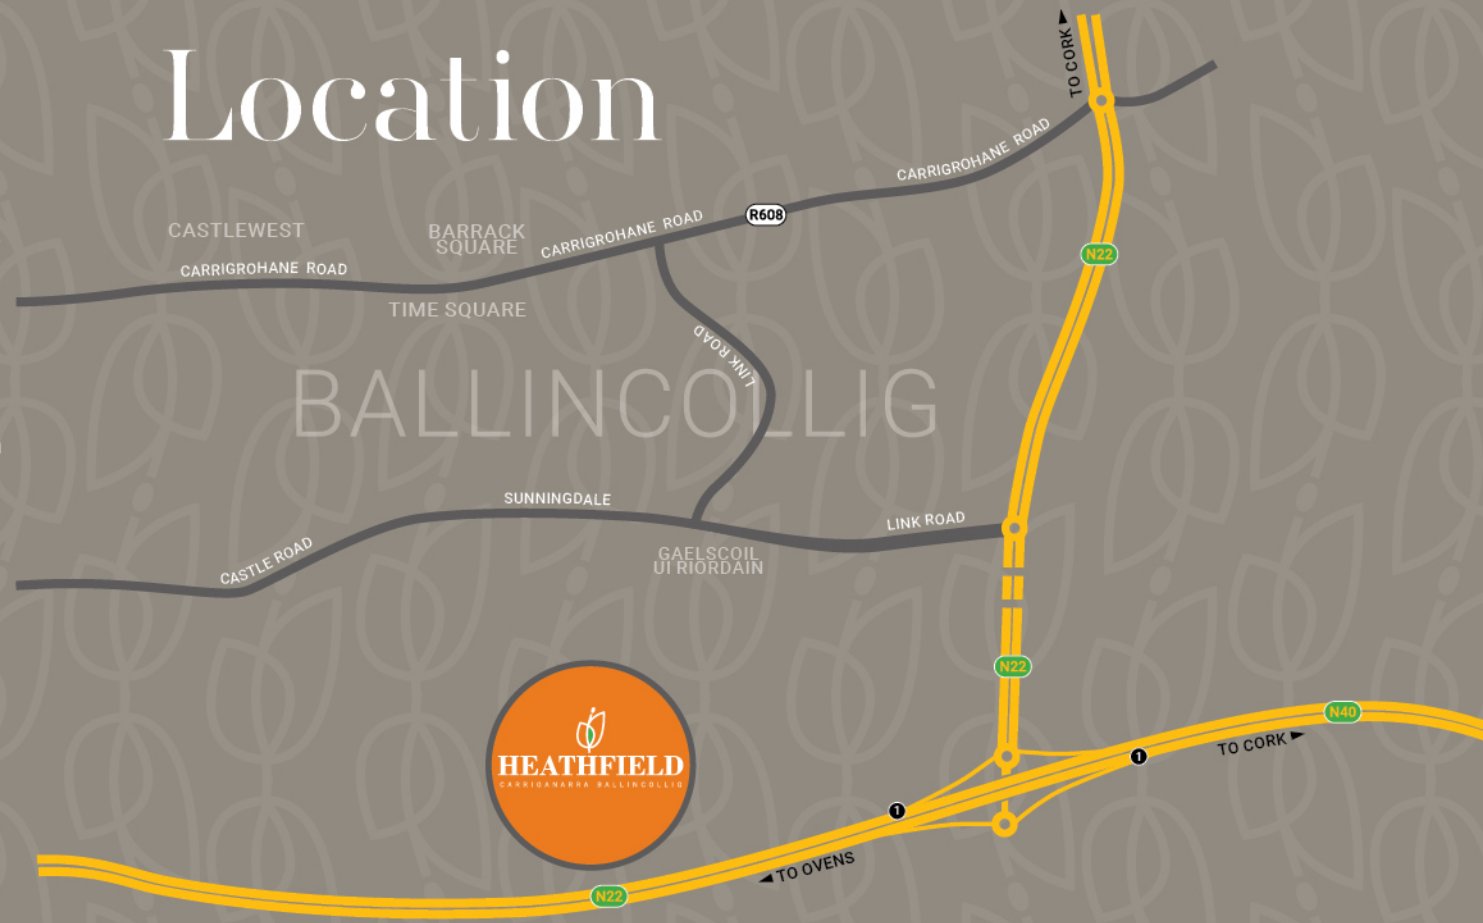 Location
TO CORK
CARRIGROHANE ROAD
R608
CARRIGROHANE ROAD
CASTLEWEST
BARRACK
SQUARE
CARRIGROHANE ROAD
N22
TIME SQUARE
LINK ROAD
BALLINCOLLIG
SUNNINGDALE
LINK ROAD
CASTLE ROAD
GAELSCOIL
UI RIORDAIN
N22
HEATHFIELD
CARRIGANARRA BALLINCOLLIG
N40
TO CORK
1
1
TO OVENS
N22